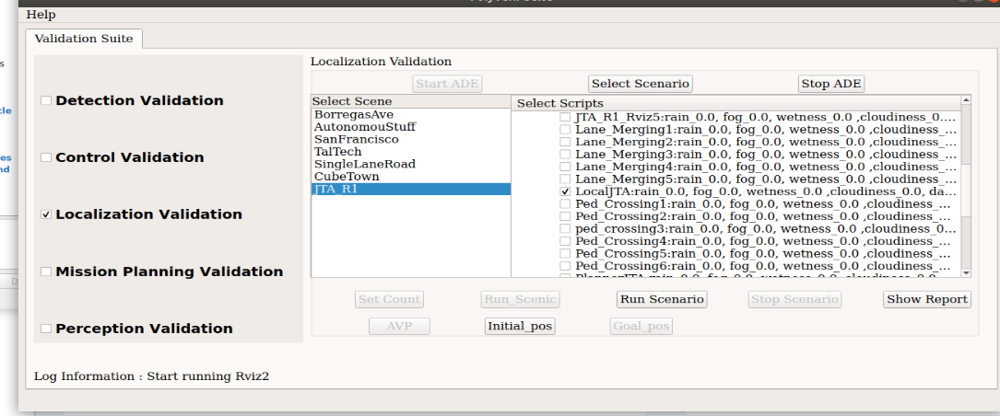 Help
Validation Suite
Localization Validation
Start ADE
Select Scenario
Stop ADE
Select Scene
Select Scripts
BorregasAve
AutonomouStuff
SanFrancisco
TalTech
SingleLaneRoad
CubeTown
JTA_R1
JTA_R1_Rviz5:rain_0.0, fog_0.0, wetness_0.0 ,cloudiness_0....
Lane_Merging1:rain_0.0, fog_0.0, wetness_0.0 ,cloudiness_...
Lane_Merging2:rain_0.0, fog_0.0, wetness_0.0 ,cloudiness_...
Lane_Merging3:rain_0.0, fog_0.0, wetness_0.0 ,cloudiness_...
Lane_Merging4:rain_0.0, fog_0.0, wetness_0.0 ,cloudiness_...
Lane_Merging5:rain_0.0, fog_0.0, wetness_0.0 ,cloudiness_...
LocalJTA:rain_0.0, fog_0.0, wetness_0.0 ,cloudiness_0.0, da...
Ped_Crossing1:rain_0.0, fog_0.0, wetness_0.0 ,cloudiness_...
Ped_Crossing2:rain_0.0, fog_0.0, wetness_0.0 ,cloudiness_...
ped_crossing3:rain_0.0, fog_0.0, wetness_0.0 ,cloudiness_0...
Ped_Crossing4:rain_0.0, fog_0.0, wetness_0.0 ,cloudiness_...
Ped_Crossing5:rain_0.0, fog_0.0, wetness_0.0 ,cloudiness_...
Ped_Crossing6:rain_0.0, fog_0.0, wetness_0.0 ,cloudiness_...
Detection Validation
Control Validation
Localization Validation
Mission Planning Validation
Perception Validation
Set Count
Run_Scenic
Run Scenario
Stop Scenario
Show Report
AVP
Initial_pos
Goal_pos
Log Information : Start running Rviz2